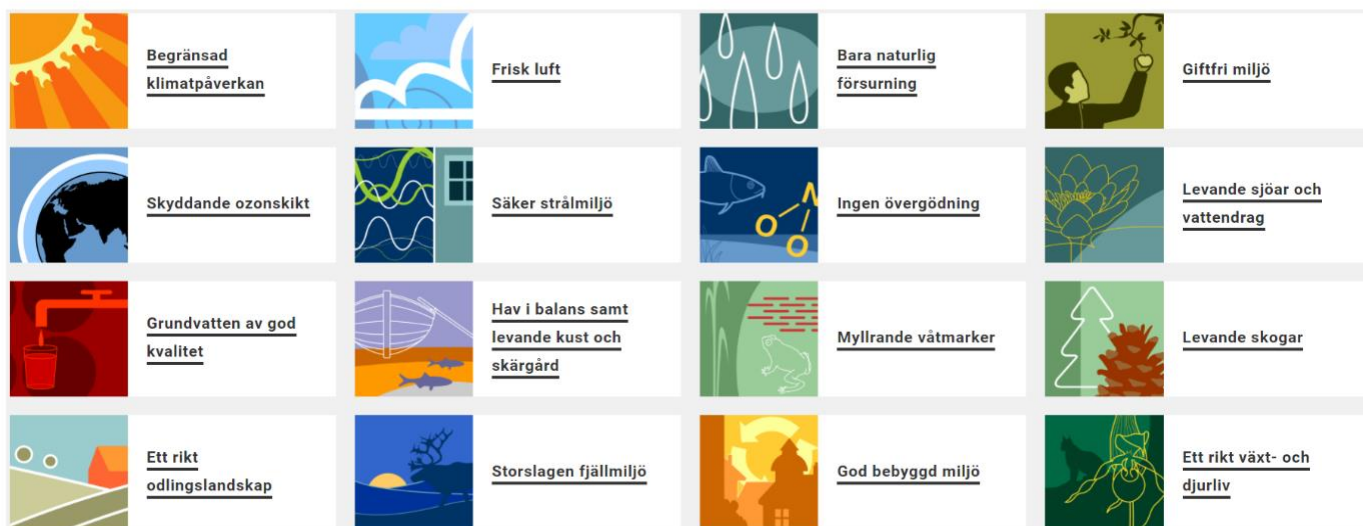 Begränsad
klimatpåverkan
Frisk luft
Bara naturlig
försurning
Giftfri miljö
Skyddande ozonskikt
Säker strålmiljö
N
O
O
Ingen övergödning
Levande sjöar och
vattendrag
Grundvatten av god
kvalitet
Hav i balans samt
levande kust och
skärgård
Myllrande våtmarker
Levande skogar
Ett rikt
odlingslandskap
Storslagen fjällmiljö
God bebyggd miljö
Ett rikt växt- och
djurliv